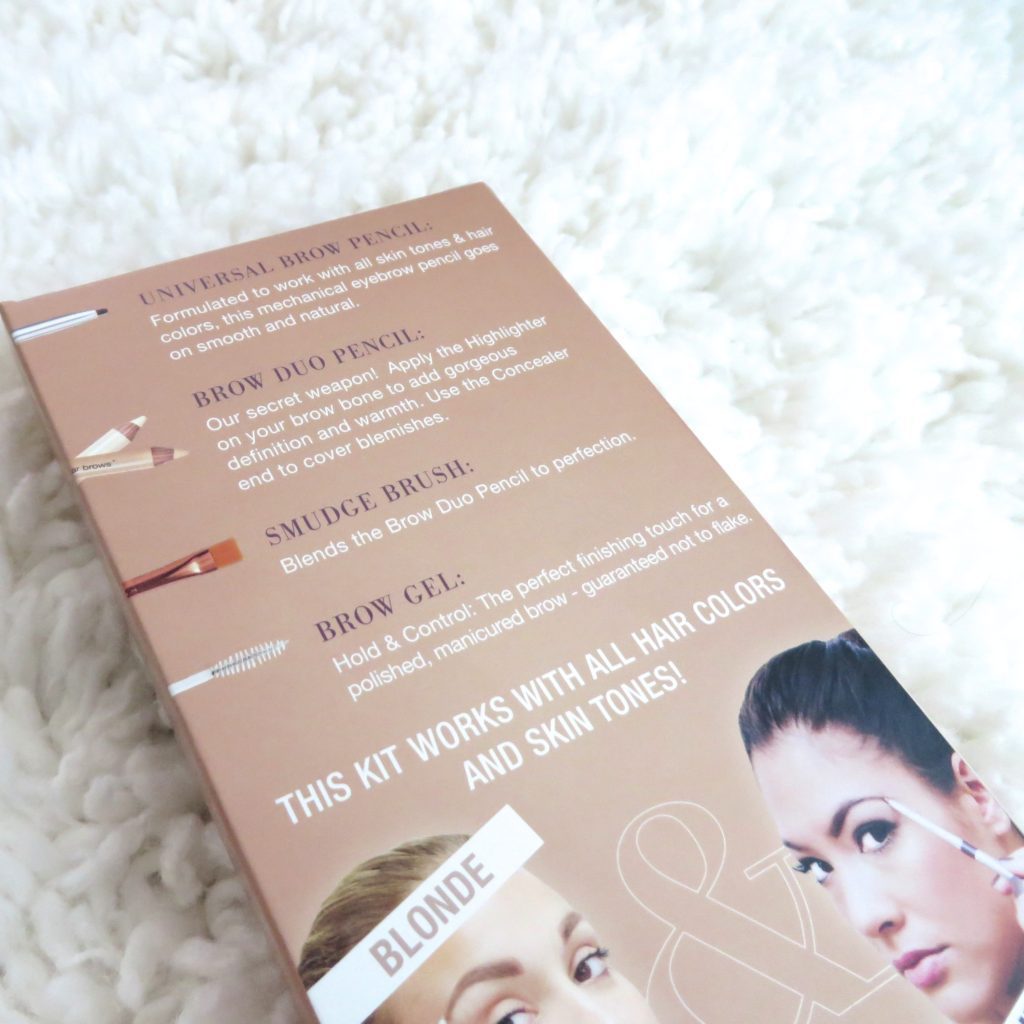 UNIVERSAL BROW PENCIL:
Formulated to work with all skin tones & hair
colors, this mechanical eyebrow pencil goes
on smooth and natural.
BROW DUO PENCIL:
Our secret weapon! Apply the Highlighter
on your brow bone to add gorgeous
definition and warmth. Use the Concealer
end to cover blemishes.
ar brows
SMUDGE BRUSH:
Blends the Brow Duo Pencil to perfection.
BROW GEL:
Hold & Control: The perfect finishing touch for a
polished, manicured brow - guaranteed not to flake.
THIS KIT WORKS WITH ALL HAIR COLORS
AND SKIN TONES!
BLONDE
&